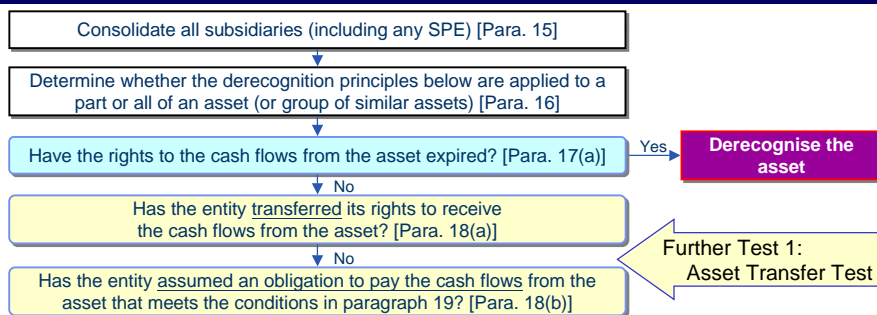 Consolidate all subsidiaries (including any SPE) [Para. 15]
Determine whether the derecognition principles below are applied to a
part or all of an asset (or group of similar assets) [Para. 16]
Have the rights to the cash flows from the asset expired? [Para. 17(a)]
Yes
Derecognise the
asset
No
Has the entity transferred its rights to receive
the cash flows from the asset? [Para. 18(a)]
No
Further Test 1:
Asset Transfer Test
Has the entity assumed an obligation to pay the cash flows from the
asset that meets the conditions in paragraph 19? [Para. 18(b)]